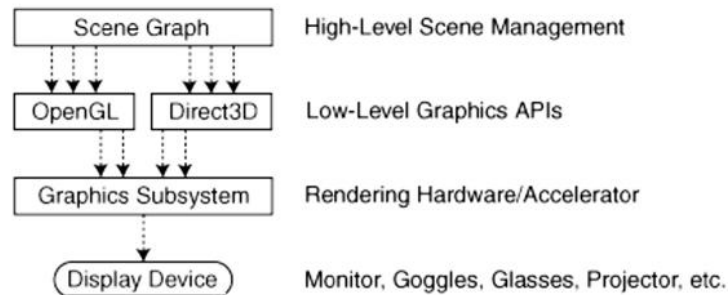 Scene Graph High-Level Scene Management
OpenGL Direct3D Low-Level Graphics APIs
Graphics Subsystem Rendering Hardware/Accelerator
Display Device Monitor, Goggles, Glasses, Projector, etc.